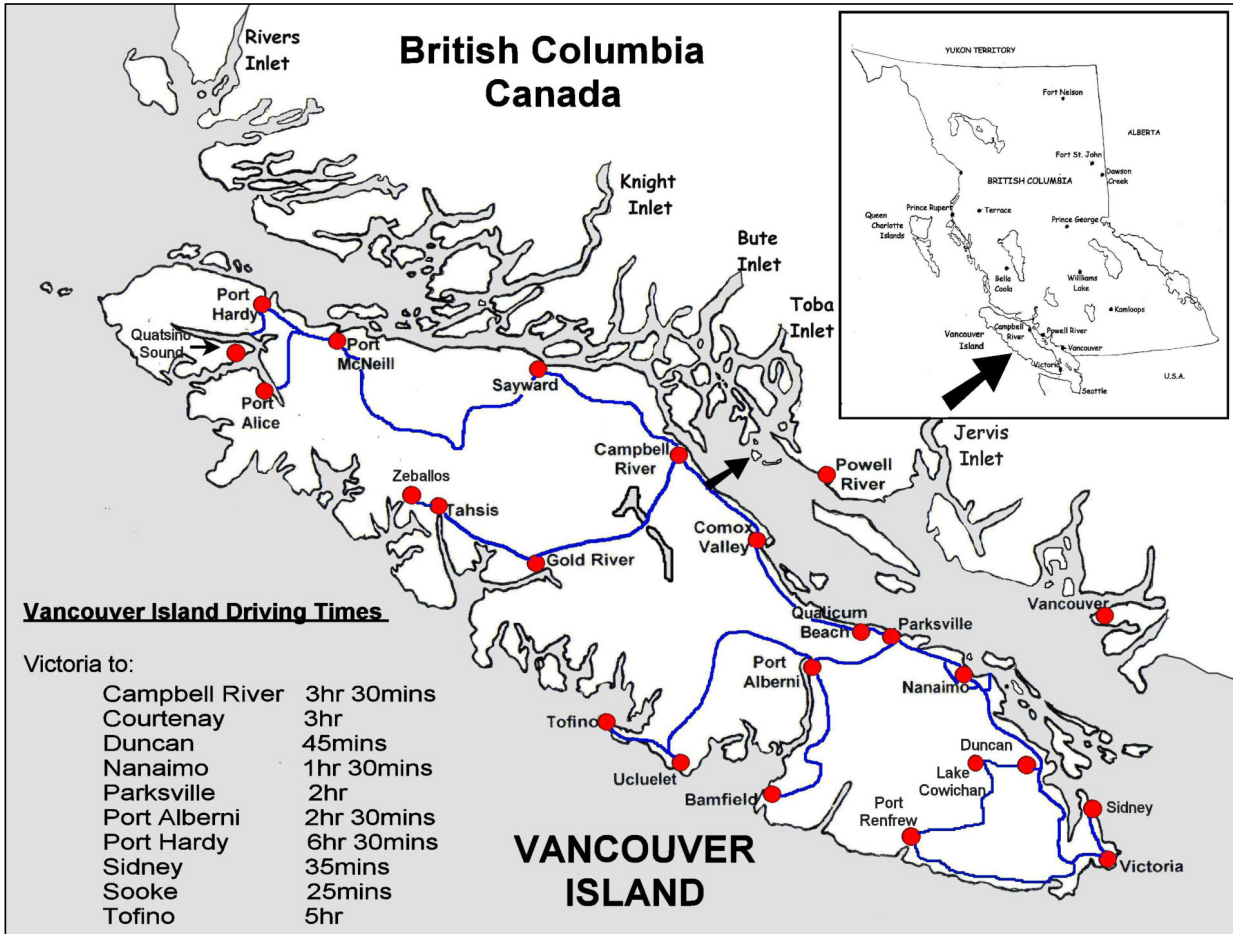 British Columbia
Canada
Rivers
Inlet
Knight
Inlet
Bute
Inlet
Toba
Inlet
Jervis
Inlet
YUKON TERRITORY
Fort Nelson
ALBERTA
Fort St. John
Dawson
Creek
BRITISH COLUMBIA
Prince Rupert
Terrace
Queen
Charlotte
Islands
Prince George
Bella
Coola
Willliams
Lake
Kamloops
Vancouver
Island
Campbell
River
Powell River
Vancouver
Victoria
U.S.A.
Seattle
Port
Hardy
Quatsino
Sound
Port
McNeill
Port
Alice
Sayward
Campbell
River
Powell
River
Zeballos
Tahsis
Gold River
Comox
Valley
Qualicum
Beach
Parksville
Vancouver
Port
Alberni
Nanaimo
Tofino
Ucluelet
Bamfield
Duncan
Lake
Cowichan
Port
Renfrew
Sidney
Victoria
VANCOUVER
ISLAND
Vancouver Island Driving Times
Victoria to:
Campbell River 3hr 30mins
Courtenay 3hr
Duncan 45mins
Nanaimo 1hr 30mins
Parksville 2hr
Port Alberni 2hr 30mins
Port Hardy 6hr 30mins
Sidney 35mins
Sooke 25mins
Tofino 5hr